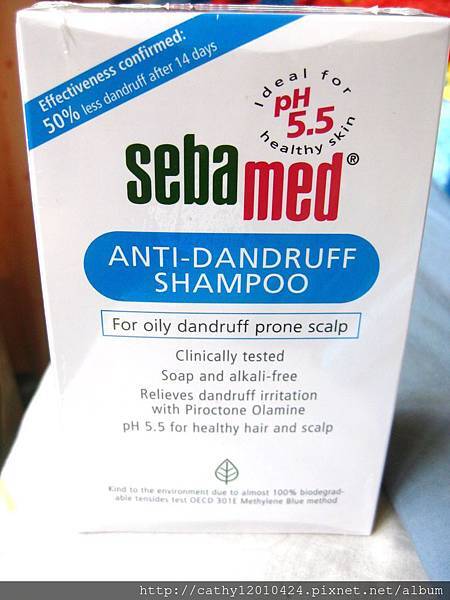 Effectiveness confirmed:
50% less dandruff after 14 days
Ideal for
pH
5.5
healthy skin
sebamed®
ANTI-DANDRUFF
SHAMPOO
For oily dandruff prone scalp
Clinically tested
Soap and alkali-free
Relieves dandruff irritation
with Piroctone Olamine
pH 5.5 for healthy hair and scalp
Kind to the environment due to almost 100% biodegrad-
able tensides test OECD 301E Methylene Blue method
http://cathy12010424.pixnet.net/album